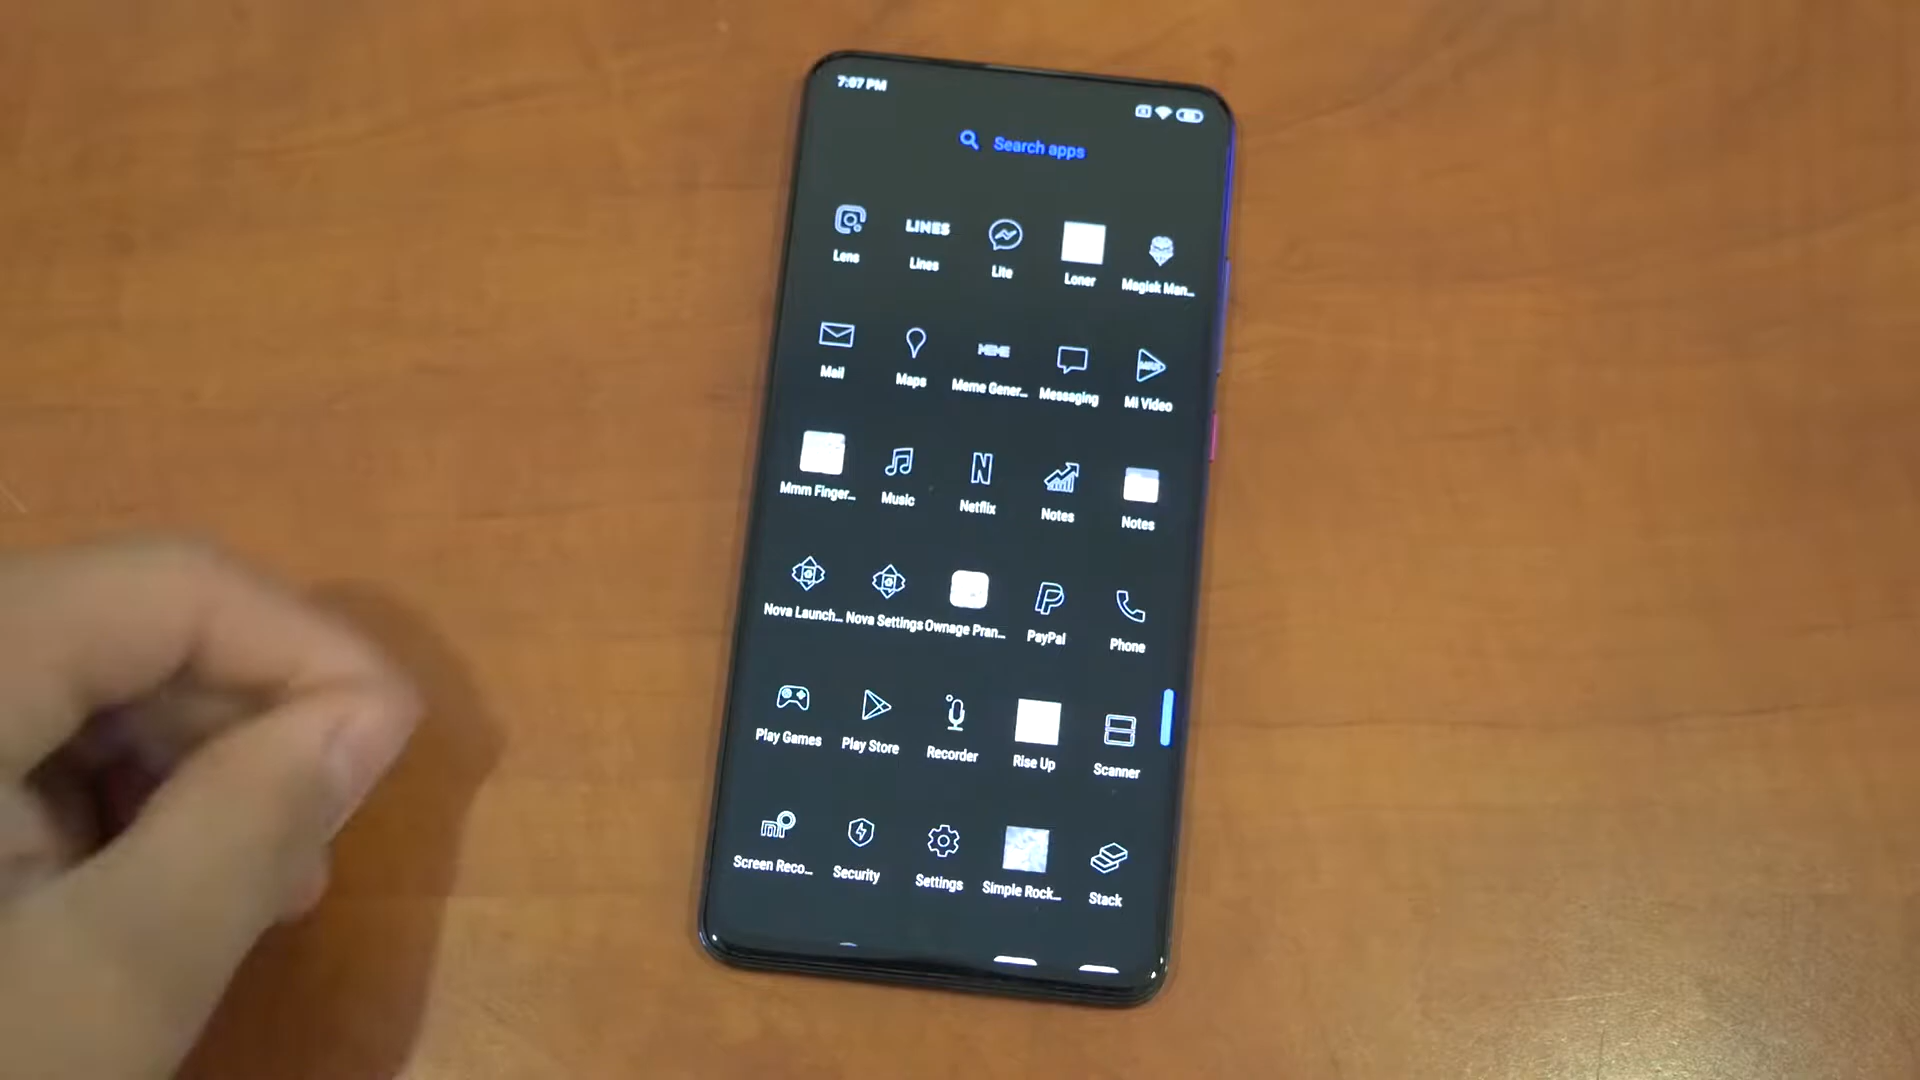 7:07 PM
Search apps
LINES
Lens
Lines
Lite
Loner
Magisk Man...
MEME
Mail
Maps
Meme Gener...
Messaging
Mi Video
Mmm Finger...
Music
Netflix
Notes
Notes
Nova Launch...
Nova Settings
Ownage Pran...
PayPal
Phone
Play Games
Play Store
Recorder
Rise Up
Scanner
Screen Reco...
Security
Settings
Simple Rock...
Stack